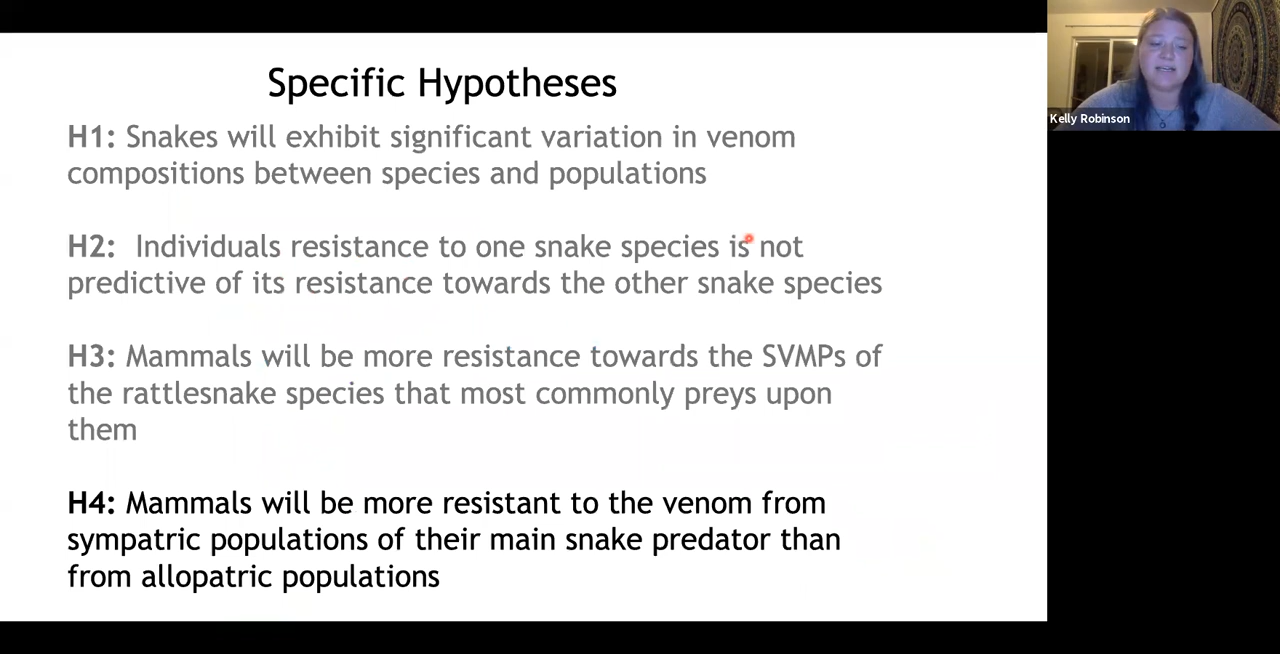 Specific Hypotheses
H1: Snakes will exhibit significant variation in venom
compositions between species and populations
H2: Individuals resistance to one snake species is not
predictive of its resistance towards the other snake species
H3: Mammals will be more resistance towards the SVMPs of
the rattlesnake species that most commonly preys upon
them
H4: Mammals will be more resistant to the venom from
sympatric populations of their main snake predator than
from allopatric populations
Kelly Robinson